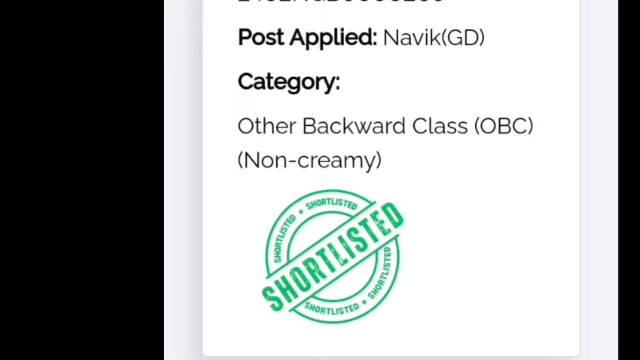 Post Applied: Navik(GD)
Category:
Other Backward Class (OBC)
(Non-creamy)
SHORTLISTED ★ SHORTLISTED
SHORTLISTED
SHORTLISTED ★ SHORTLISTED